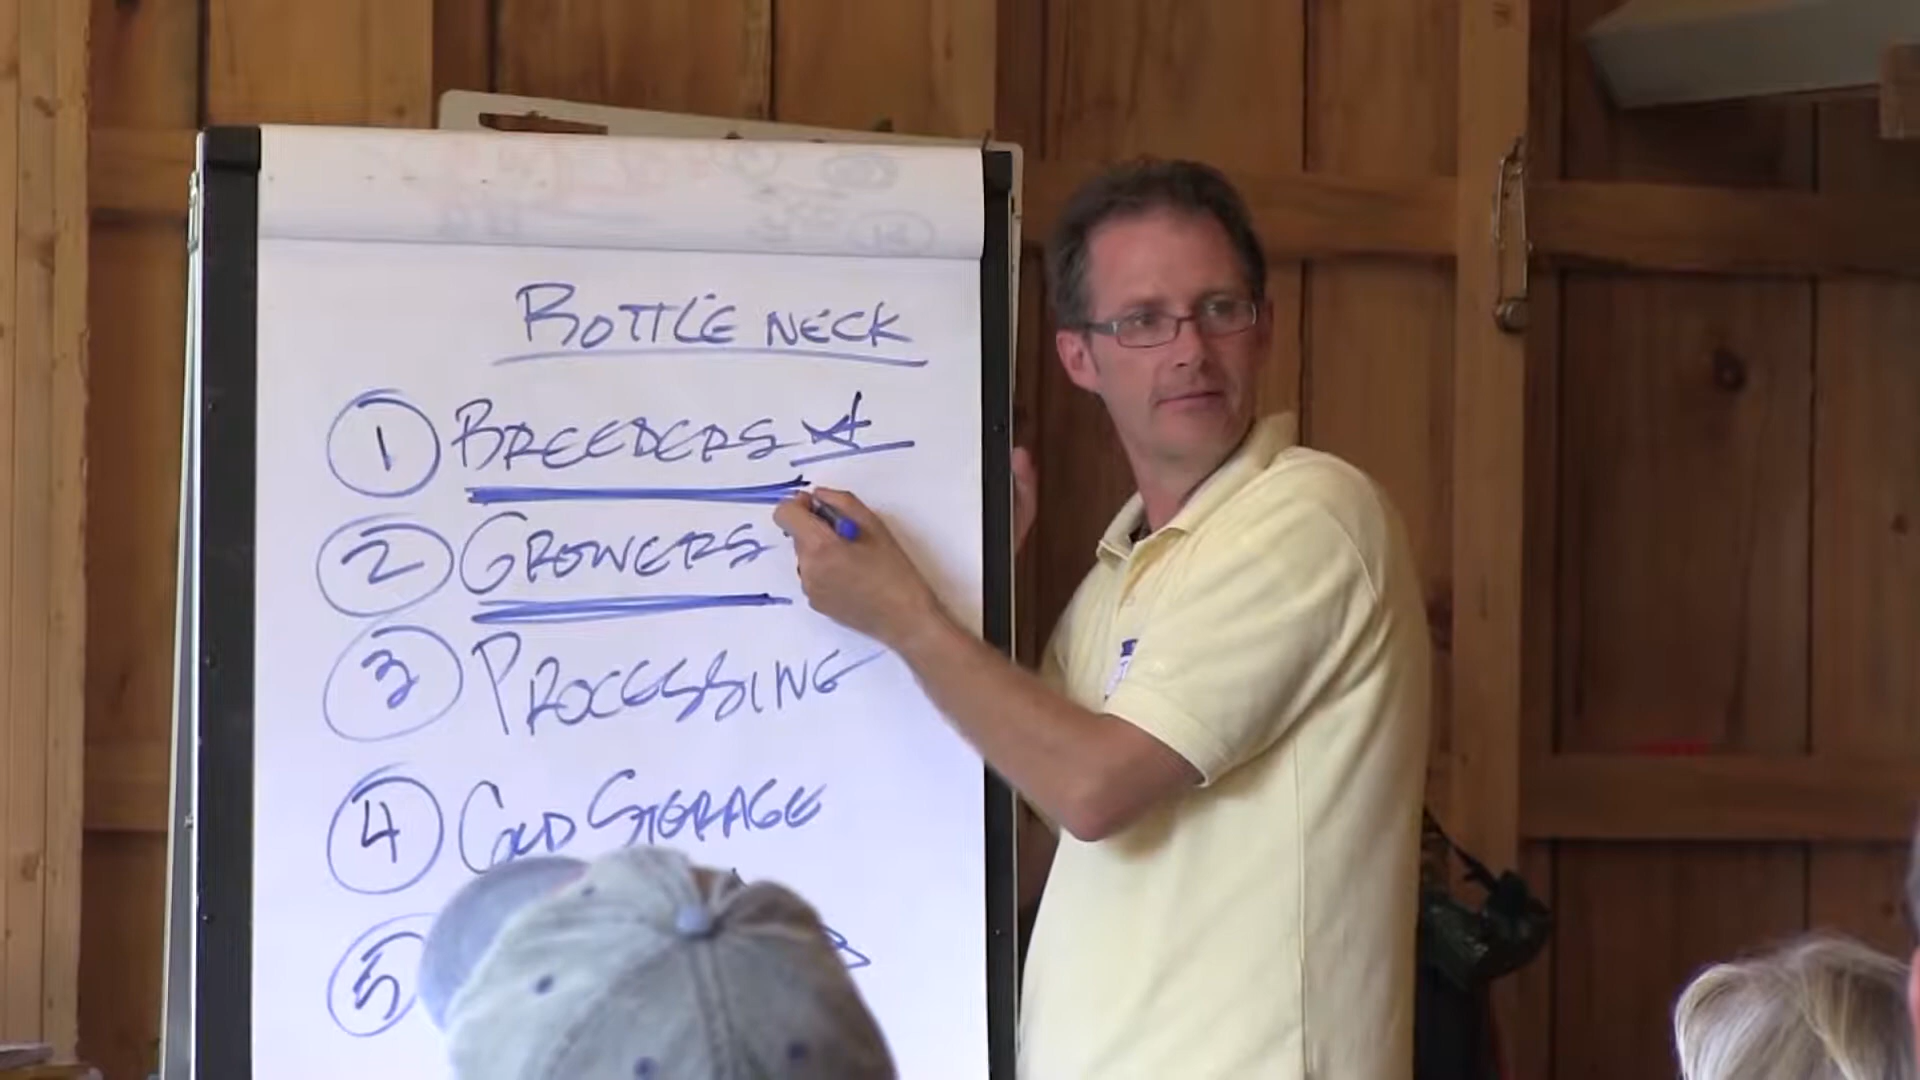 BOTTLE NECK
1 BREEDERS
2 GROWERS
3 PROCESSING
4 COLD STORAGE
5